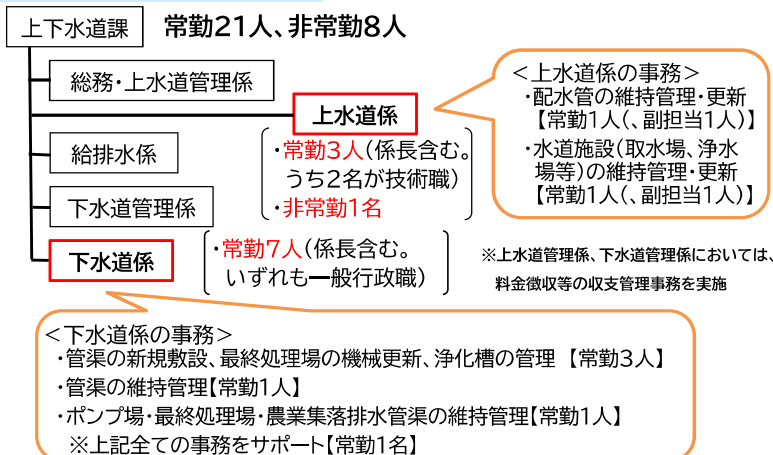 上下水道課 常勤21人、非常勤8人
総務・上水道管理係
上水道係
・常勤3人(係長含む。
うち2名が技術職)
・非常勤1名
給排水係
下水道管理係
下水道係
・常勤7人(係長含む。
いずれも一般行政職)
<上水道係の事務>
・配水管の維持管理・更新
【常勤1人(、副担当1人)】
・水道施設(取水場、浄水
場等)の維持管理・更新
【常勤1人(、副担当1人)】
※上水道管理係、下水道管理係においては、
料金徴収等の収支管理事務を実施
<下水道係の事務>
・管渠の新規敷設、最終処理場の機械更新、浄化槽の管理 【常勤3人】
・管渠の維持管理【常勤1人】
・ポンプ場・最終処理場・農業集落排水管渠の維持管理【常勤1人】
※上記全ての事務をサポート【常勤1名】